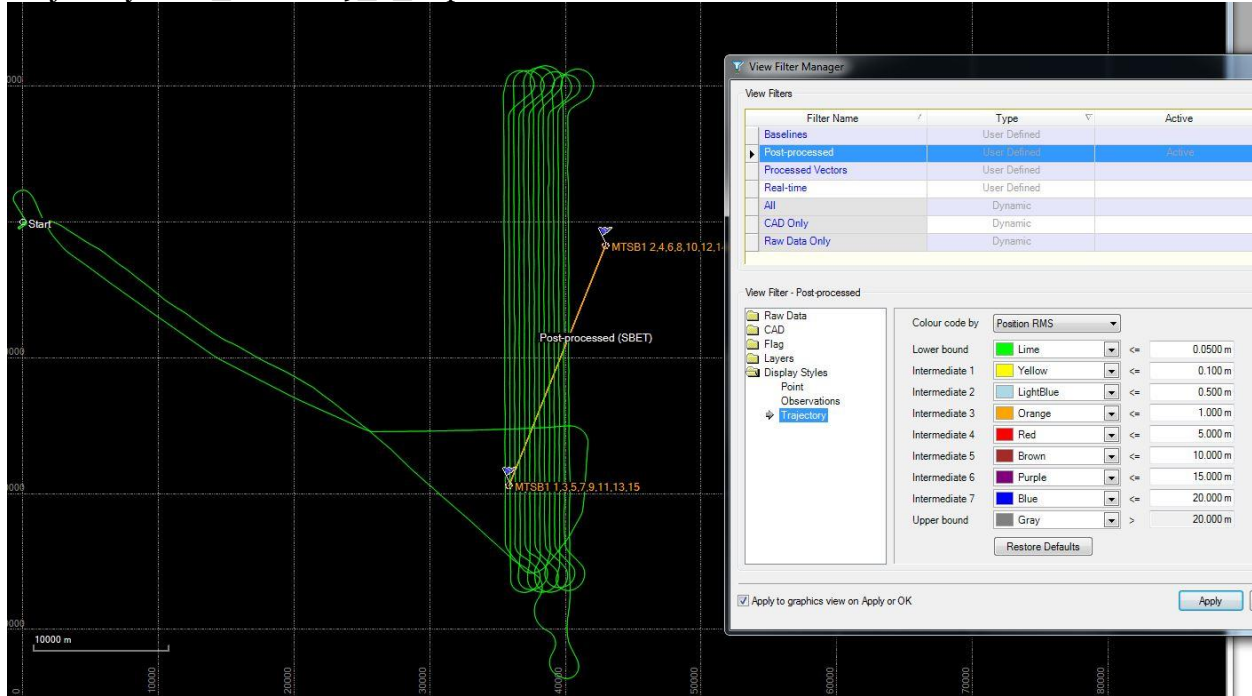 Start
MTSB1 2,4,6,8,10,12,1
Post-processed (SBET)
MTSB1 1,3,5,7,9,11,13,15
10000 m
0
10000
20000
30000
40000
50000
60000
70000
80000
View Filter Manager
View Filters
Filter Name Type Active
Baselines User Defined
Post-processed User Defined Active
Processed Vectors User Defined
Real-time User Defined
All Dynamic
CAD Only Dynamic
Raw Data Only Dynamic
View Filter - Post-processed
Raw Data
CAD
Flag
Layers
Display Styles
Point
Observations
Trajectory
Colour code by Position RMS
Lower bound Lime <= 0.0500 m
Intermediate 1 Yellow <= 0.100 m
Intermediate 2 LightBlue <= 0.500 m
Intermediate 3 Orange <= 1.000 m
Intermediate 4 Red <= 5.000 m
Intermediate 5 Brown <= 10.000 m
Intermediate 6 Purple <= 15.000 m
Intermediate 7 Blue <= 20.000 m
Upper bound Gray > 20.000 m
Restore Defaults
Apply to graphics view on Apply or OK
Apply